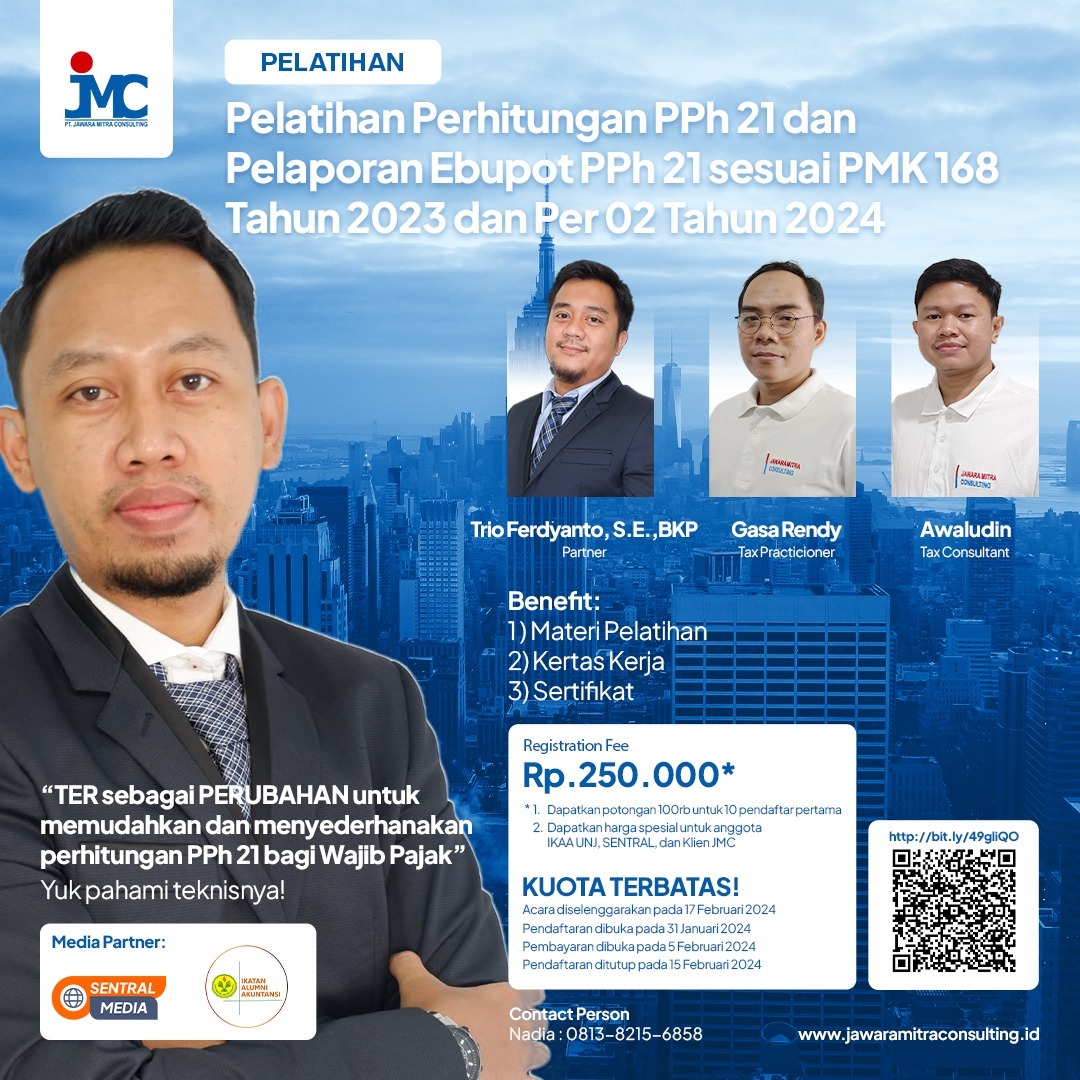 JMC
PT. JAWARA MITRA CONSULTING
PELATIHAN
Pelatihan Perhitungan PPh 21 dan
Pelaporan Ebupot PPh 21 sesuai PMK 168
Tahun 2023 dan Per 02 Tahun 2024
JAWARA MITRA
CONSULTING
JAWARA MITRA
CONSULTING
Trio Ferdyanto, S.E.,BKP
Partner
Gasa Rendy
Tax Practicioner
Awaludin
Tax Consultant
Benefit:
1) Materi Pelatihan
2) Kertas Kerja
3) Sertifikat
Registration Fee
Rp.250.000*
* 1. Dapatkan potongan 100rb untuk 10 pendaftar pertama
2. Dapatkan harga spesial untuk anggota
IKAA UNJ, SENTRAL, dan Klien JMC
KUOTA TERBATAS!
Acara diselenggarakan pada 17 Februari 2024
Pendaftaran dibuka pada 31 Januari 2024
Pembayaran dibuka pada 5 Februari 2024
Pendaftaran ditutup pada 15 Februari 2024
http://bit.ly/49gliQO
“TER sebagai PERUBAHAN untuk
memudahkan dan menyederhanakan
perhitungan PPh 21 bagi Wajib Pajak”
Yuk pahami teknisnya!
Media Partner:
SENTRAL
MEDIA
IKATAN
ALUMNI
AKUNTANSI
Contact Person
Nadia : 0813-8215-6858
www.jawaramitraconsulting.id